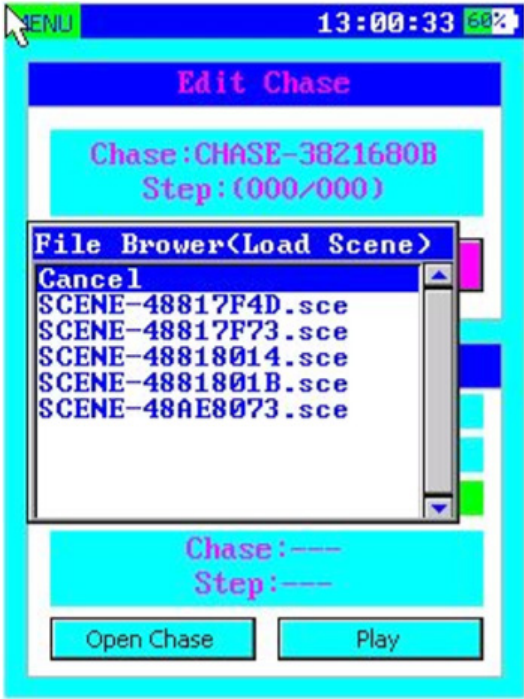 MENU 13:00:33 60%
Edit Chase
Chase:CHASE-3821680B
Step:(000/000)
File Brower(Load Scene)
Cancel
SCENE-48817F4D.sce
SCENE-48817F73.sce
SCENE-48818014.sce
SCENE-4881801B.sce
SCENE-48AE8073.sce
Chase:---
Step:---
Open Chase Play